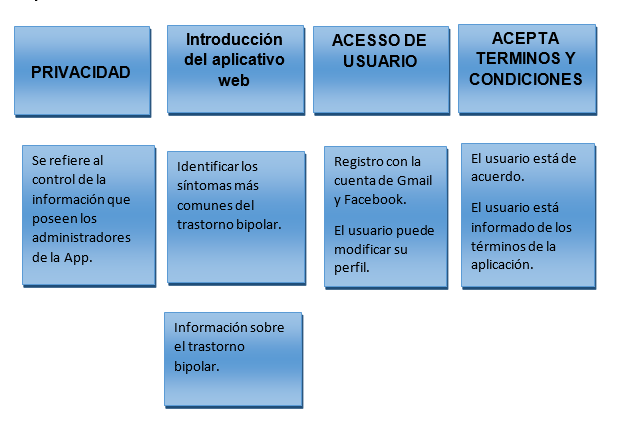 PRIVACIDAD
Introducción
del aplicativo
web
ACESSO DE
USUARIO
ACEPTA
TERMINOS Y
CONDICIONES
Se refiere al
control de la
información que
poseen los
administradores
de la App.
Identificar los
síntomas más
comunes del
trastorno bipolar.
Registro con la
cuenta de Gmail
y Facebook.
El usuario puede
modificar su
perfil.
El usuario está de
acuerdo.
El usuario está
informado de los
términos de la
aplicación.
Información sobre
el trastorno
bipolar.